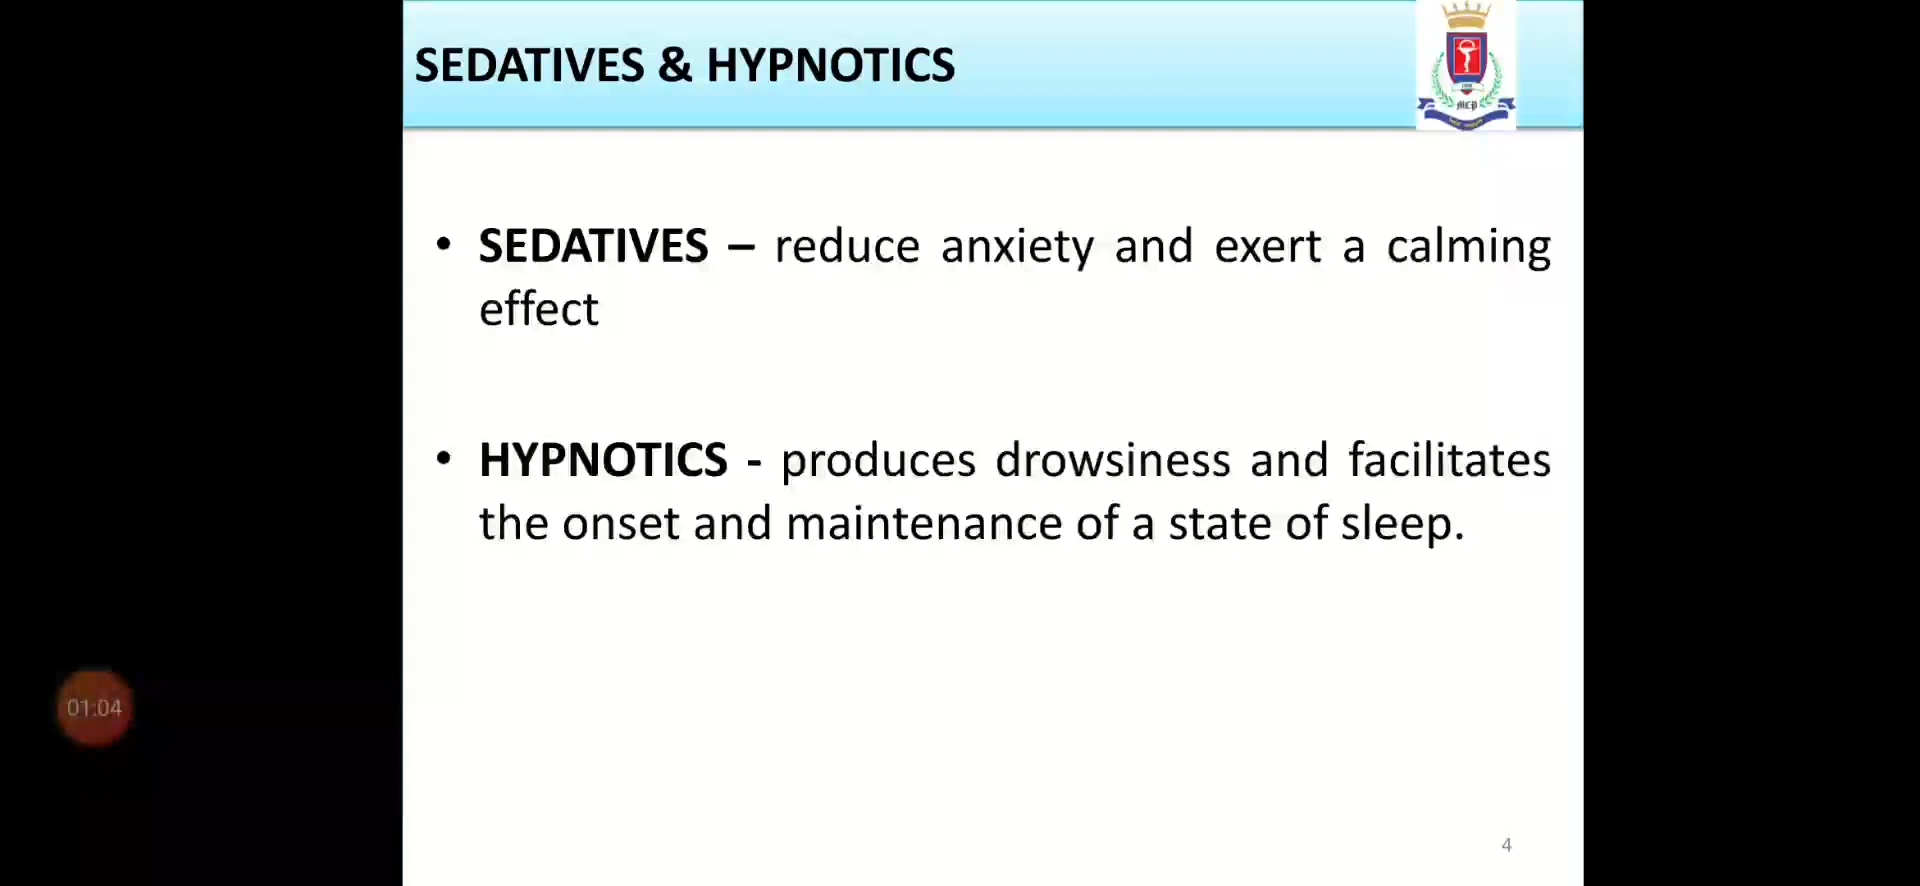 SEDATIVES & HYPNOTICS
MCP
• SEDATIVES – reduce anxiety and exert a calming
effect
• HYPNOTICS - produces drowsiness and facilitates
the onset and maintenance of a state of sleep.
01:04
4